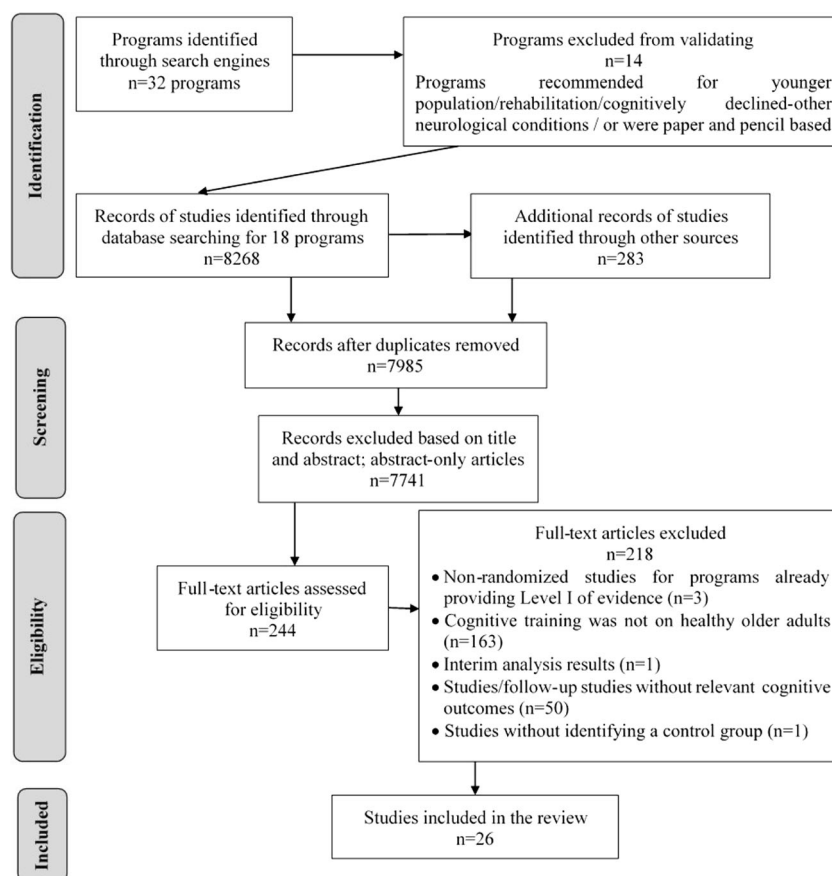 Identification
Programs identified
through search engines
n=32 programs
Programs excluded from validating
n=14
Programs recommended for younger
population/rehabilitation/cognitively declined-other
neurological conditions / or were paper and pencil based
Records of studies identified through
database searching for 18 programs
n=8268
Additional records of studies
identified through other sources
n=283
Screening
Records after duplicates removed
n=7985
Records excluded based on title
and abstract; abstract-only articles
n=7741
Eligibility
Full-text articles assessed
for eligibility
n=244
Full-text articles excluded
n=218
• Non-randomized studies for programs already
providing Level I of evidence (n=3)
• Cognitive training was not on healthy older adults
(n=163)
• Interim analysis results (n=1)
• Studies/follow-up studies without relevant cognitive
outcomes (n=50)
• Studies without identifying a control group (n=1)
Included
Studies included in the review
n=26